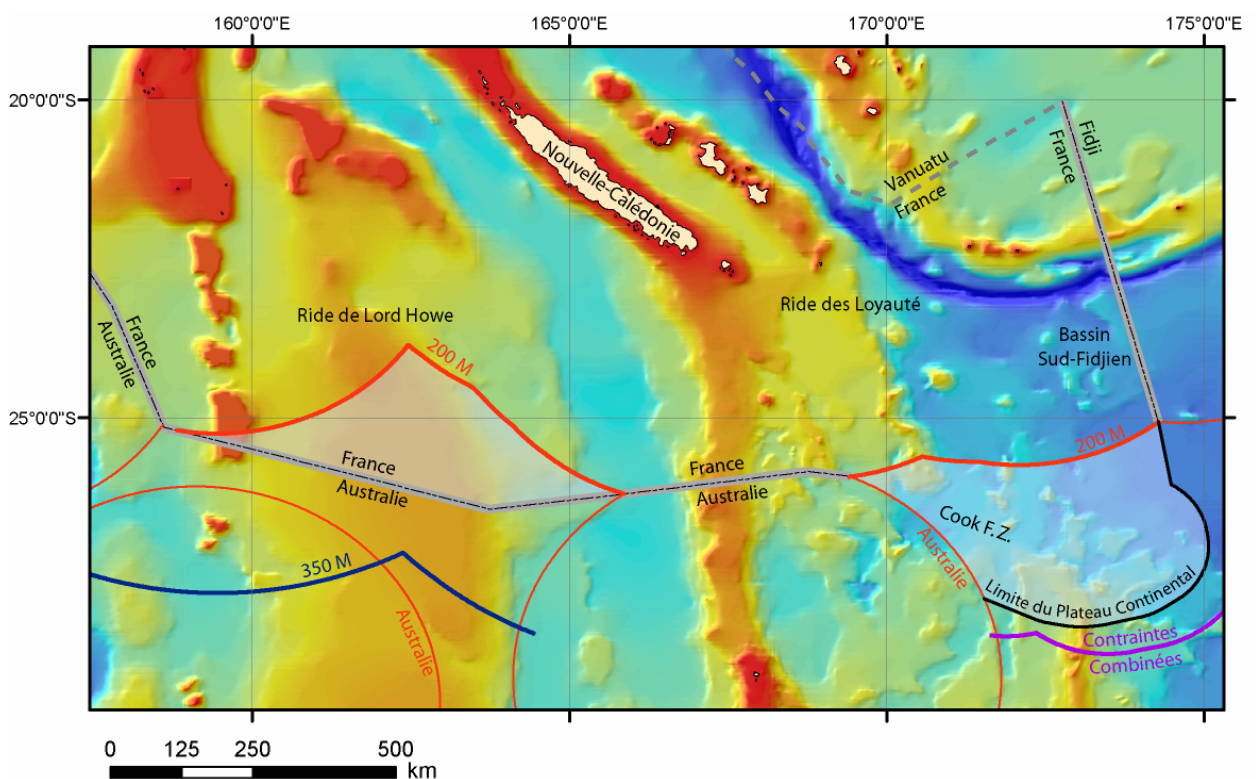 160°0'0"E
165°0'0"E
170°0'0"E
175°0'0"E
20°0'0"S
25°0'0"S
Nouvelle-Calédonie
Vanuatu
France
Fidji
France
Ride de Lord Howe
Ride des Loyauté
Bassin
Sud-Fidjien
France
Australie
200 M
200 M
France
Australie
France
Australie
Cook F.Z.
Australie
350 M
Australie
Limite du Plateau Continental
Contraintes
Combinées
0 125 250 500
km